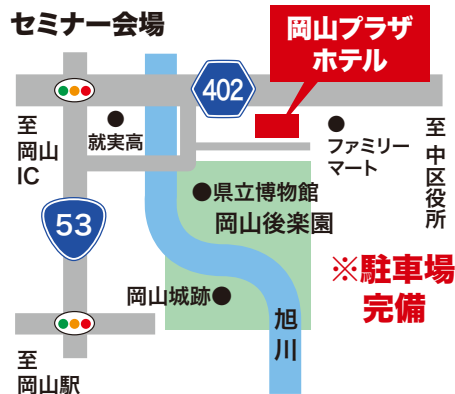 セミナー会場
岡山プラザ
ホテル
402
至
岡山
IC
就実高
ファミリー
マート
至 中区役所
県立博物館
岡山後楽園
53
※駐車場
完備
岡山城跡
旭川
至
岡山駅